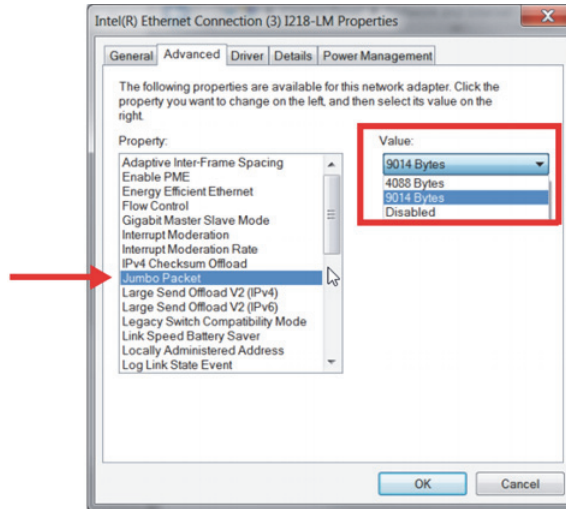 Intel(R) Ethernet Connection (3) I218-LM Properties
General Advanced Driver Details Power Management
The following properties are available for this network adapter. Click the
property you want to change on the left, and then select its value on the
right.
Property:
Value:
Adaptive Inter-Frame Spacing
Enable PME
Energy Efficient Ethernet
Flow Control
Gigabit Master Slave Mode
Interrupt Moderation
Interrupt Moderation Rate
IPv4 Checksum Offload
Jumbo Packet
Large Send Offload V2 (IPv4)
Large Send Offload V2 (IPv6)
Legacy Switch Compatibility Mode
Link Speed Battery Saver
Locally Administered Address
Log Link State Event
9014 Bytes
4088 Bytes
9014 Bytes
Disabled
OK
Cancel